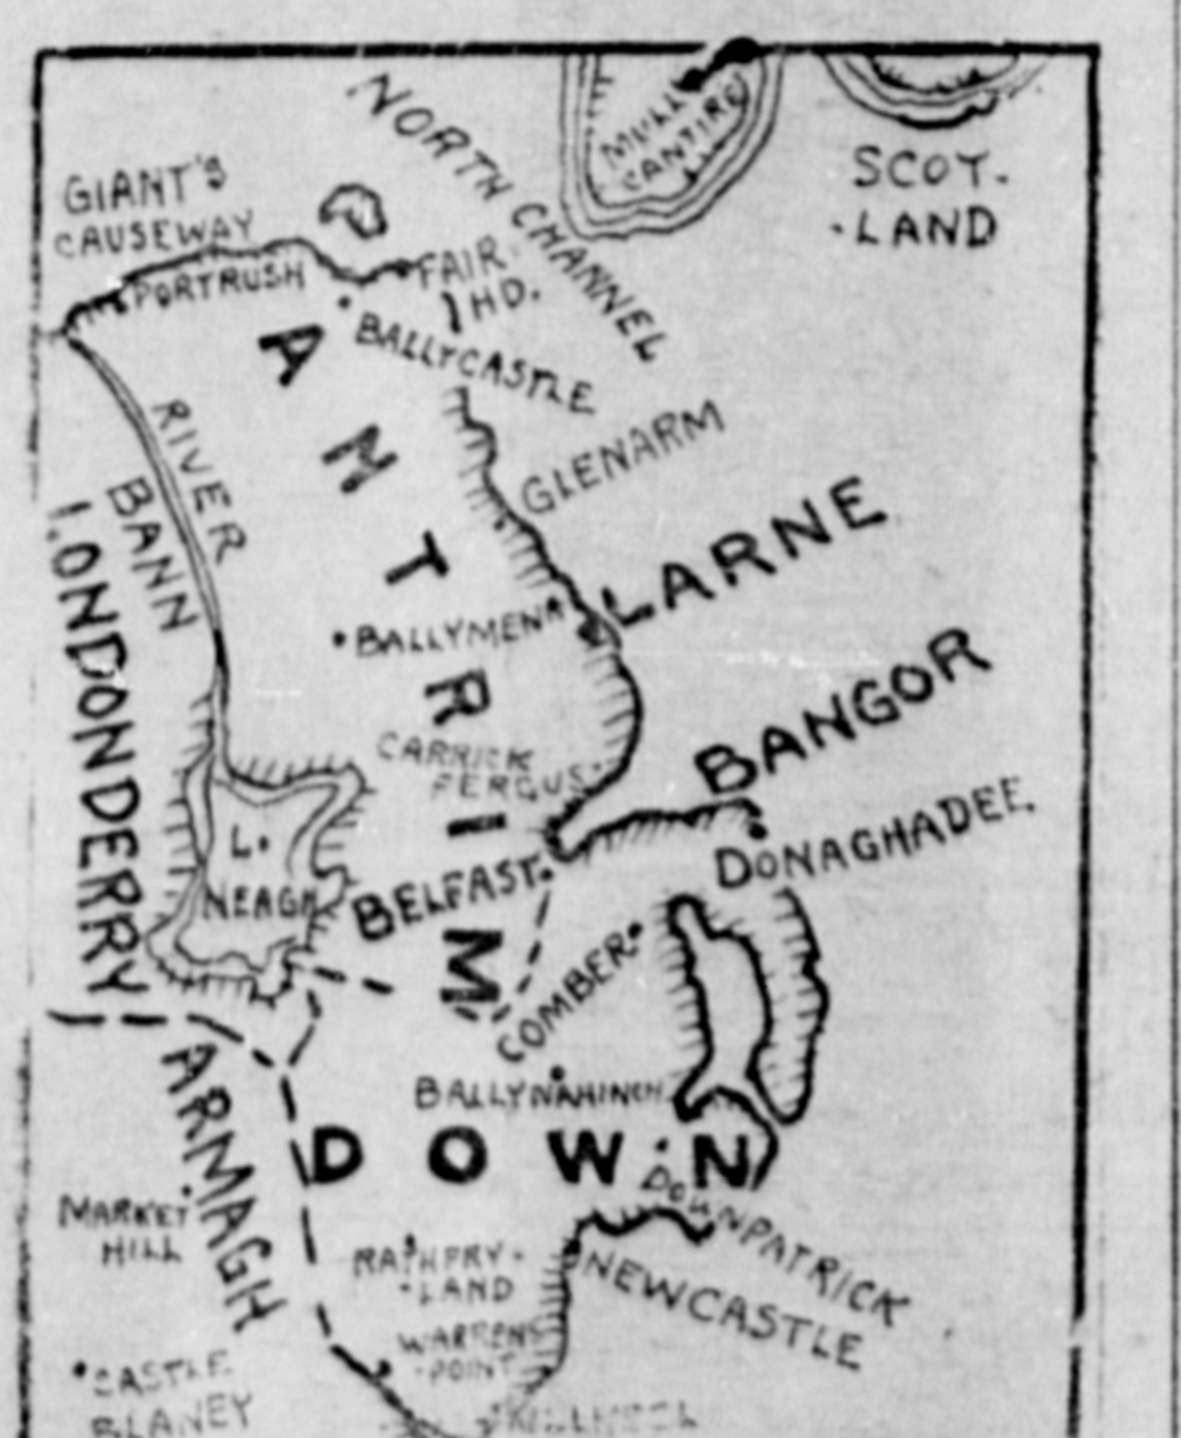 NORTH CHANNEL
MULL
CANTIRE
SCOT-
LAND
GIANT'S
CAUSEWAY
PORTRUSH
FAIR
HD.
BALLYCASTLE
ANTRIM
GLENARM
RIVER
BANN
LONDONDERRY
LARNE
BALLYMENA
BANGOR
CARRICK
FERGUS
L.
NEAGH
BELFAST
DONAGHADEE
COMBER
BALLYNAHINCH
ARMAGH
DOWN
DOWNPATRICK
MARKET
HILL
RATHFRY-
-LAND
NEWCASTLE
WARRENS
-POINT
CASTLE
BLANEY